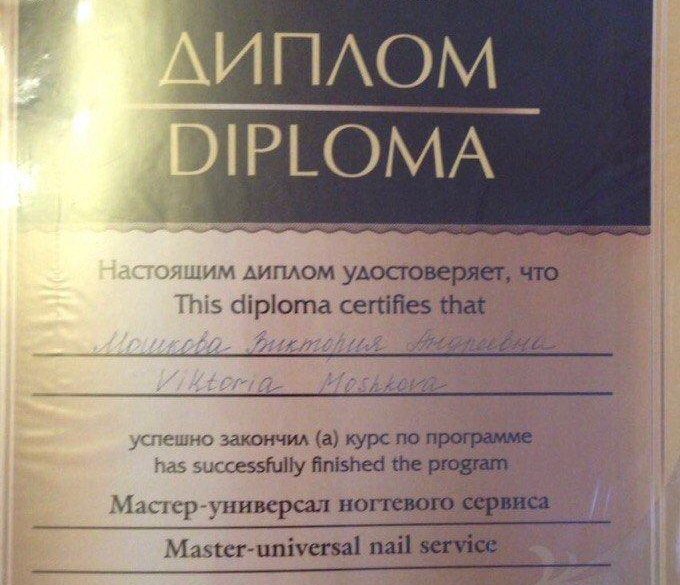 ДИПЛОМ
DIPLOMA
Настоящим диплом удостоверяет, что
This diploma certifies that
Мошкова Виктория Андреевна
Viktoria Moshkova
успешно закончил (а) курс по программе
has successfully finished the program
Мастер-универсал ногтевого сервиса
Master-universal nail service